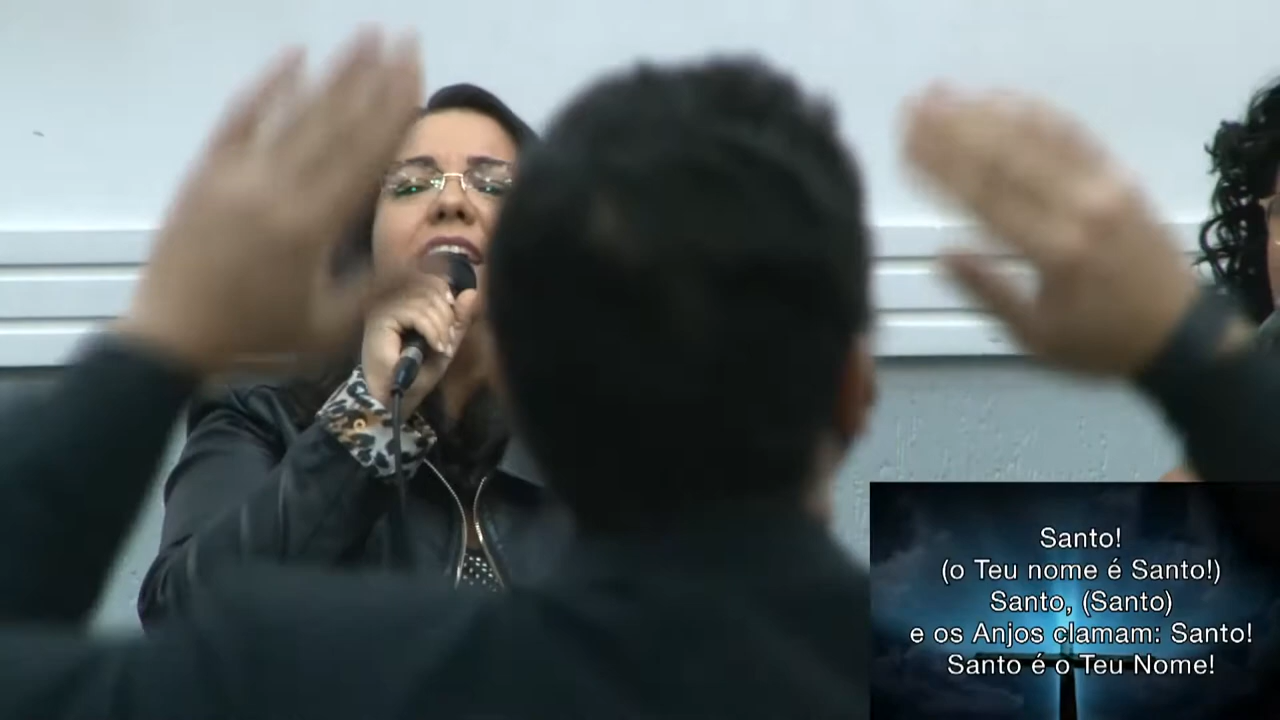 Santo!
(o Teu nome é Santo!)
Santo, (Santo)
e os Anjos clamam: Santo!
Santo é o Teu Nome!